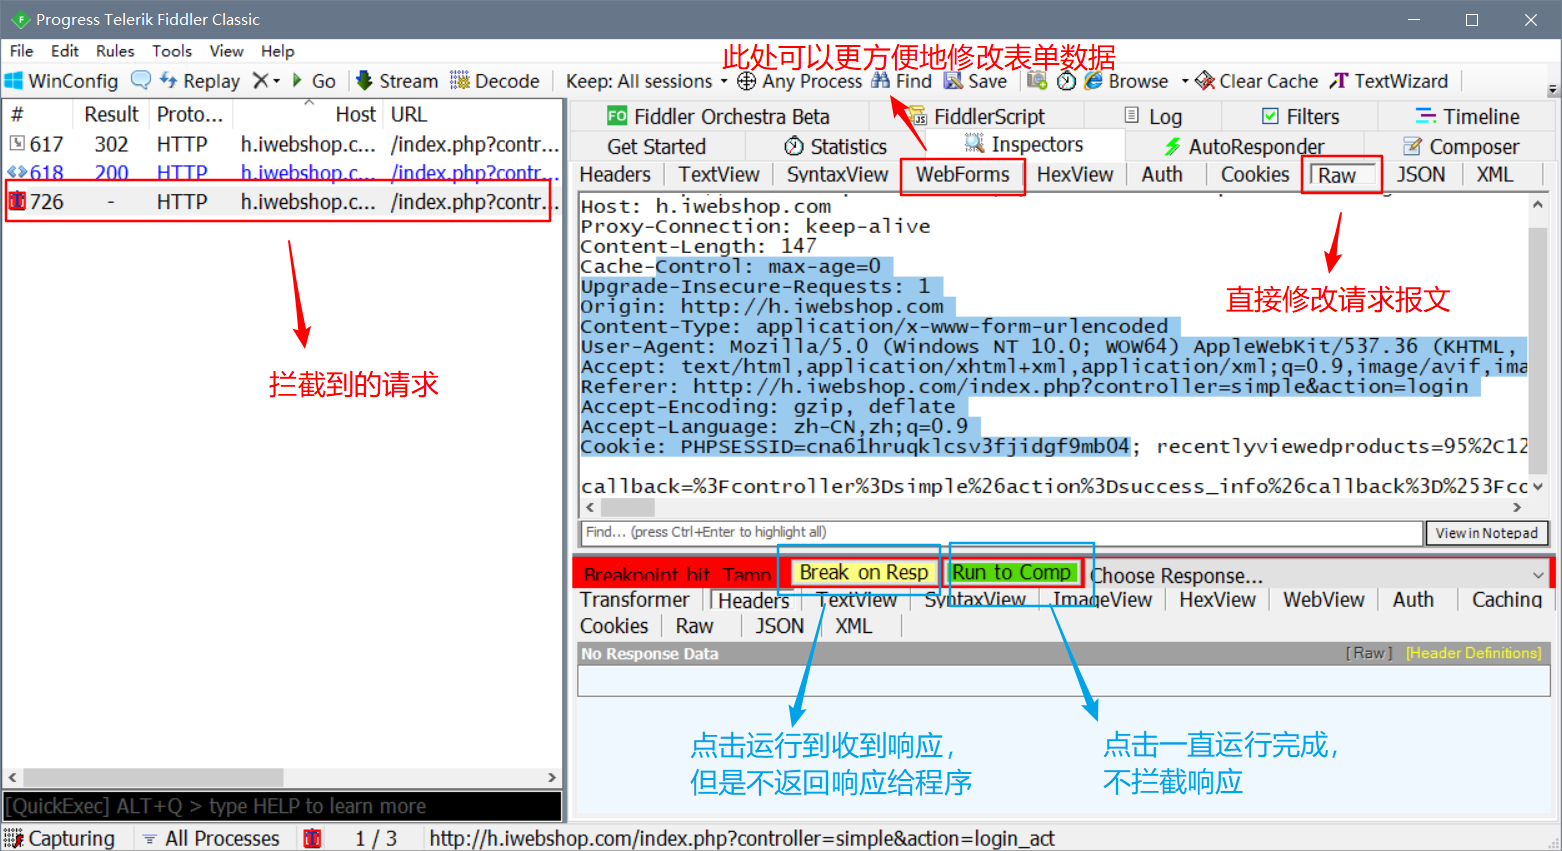 Progress Telerik Fiddler Classic
File Edit Rules Tools View Help
此处可以更方便地修改表单数据
WinConfig Replay Go Stream Decode Keep: All sessions Any Process Find Save Browse Clear Cache TextWizard
# Result Proto... Host URL
617 302 HTTP h.iwebshop.c... /index.php?contr...
618 200 HTTP h.iwebshop.c... /index.php?contr...
726 - HTTP h.iwebshop.c... /index.php?contr...
拦截到的请求
FO Fiddler Orchestra Beta JS FiddlerScript Log Filters Timeline
Get Started Statistics Inspectors AutoResponder Composer
Headers TextView SyntaxView WebForms HexView Auth Cookies Raw JSON XML
Host: h.iwebshop.com
Proxy-Connection: keep-alive
Content-Length: 147
Cache-Control: max-age=0
Upgrade-Insecure-Requests: 1
Origin: http://h.iwebshop.com
Content-Type: application/x-www-form-urlencoded
User-Agent: Mozilla/5.0 (Windows NT 10.0; WOW64) AppleWebKit/537.36 (KHTML,
Accept: text/html,application/xhtml+xml,application/xml;q=0.9,image/avif,ima
Referer: http://h.iwebshop.com/index.php?controller=simple&action=login
Accept-Encoding: gzip, deflate
Accept-Language: zh-CN,zh;q=0.9
Cookie: PHPSESSID=cna61hruqklcsv3fjidgf9mb04; recentlyviewedproducts=95%2C12
callback=%3Fcontroller%3Dsimple%26action%3Dsuccess_info%26callback%3D%253Fco
直接修改请求报文
Find... (press Ctrl+Enter to highlight all) View in Notepad
Breakpoint hit. Tamp Break on Resp Run to Comp Choose Response...
Transformer Headers TextView SyntaxView ImageView HexView WebView Auth Caching
Cookies Raw JSON XML
No Response Data [Raw] [Header Definitions]
点击运行到收到响应，
但是不返回响应给程序
点击一直运行完成，
不拦截响应
[QuickExec] ALT+Q > type HELP to learn more
Capturing All Processes 1 / 3 http://h.iwebshop.com/index.php?controller=simple&action=login_act